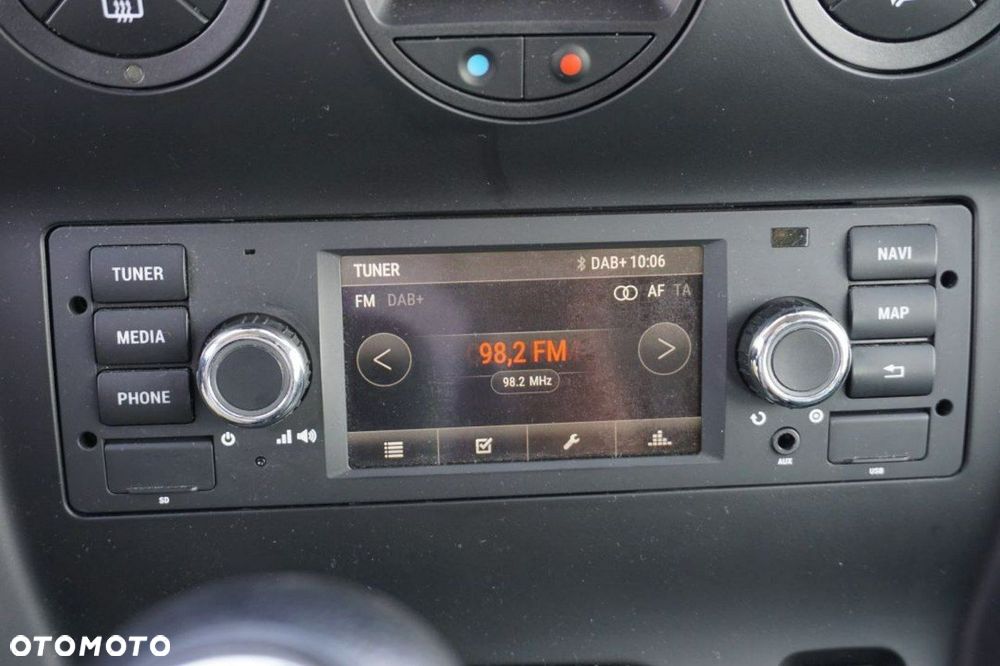 TUNER
MEDIA
PHONE
SD
TUNER
DAB+ 10:06
FM DAB+
AF TA
98,2 FM
98.2 MHz
NAVI
MAP
AUX
USB
OTOMOTO